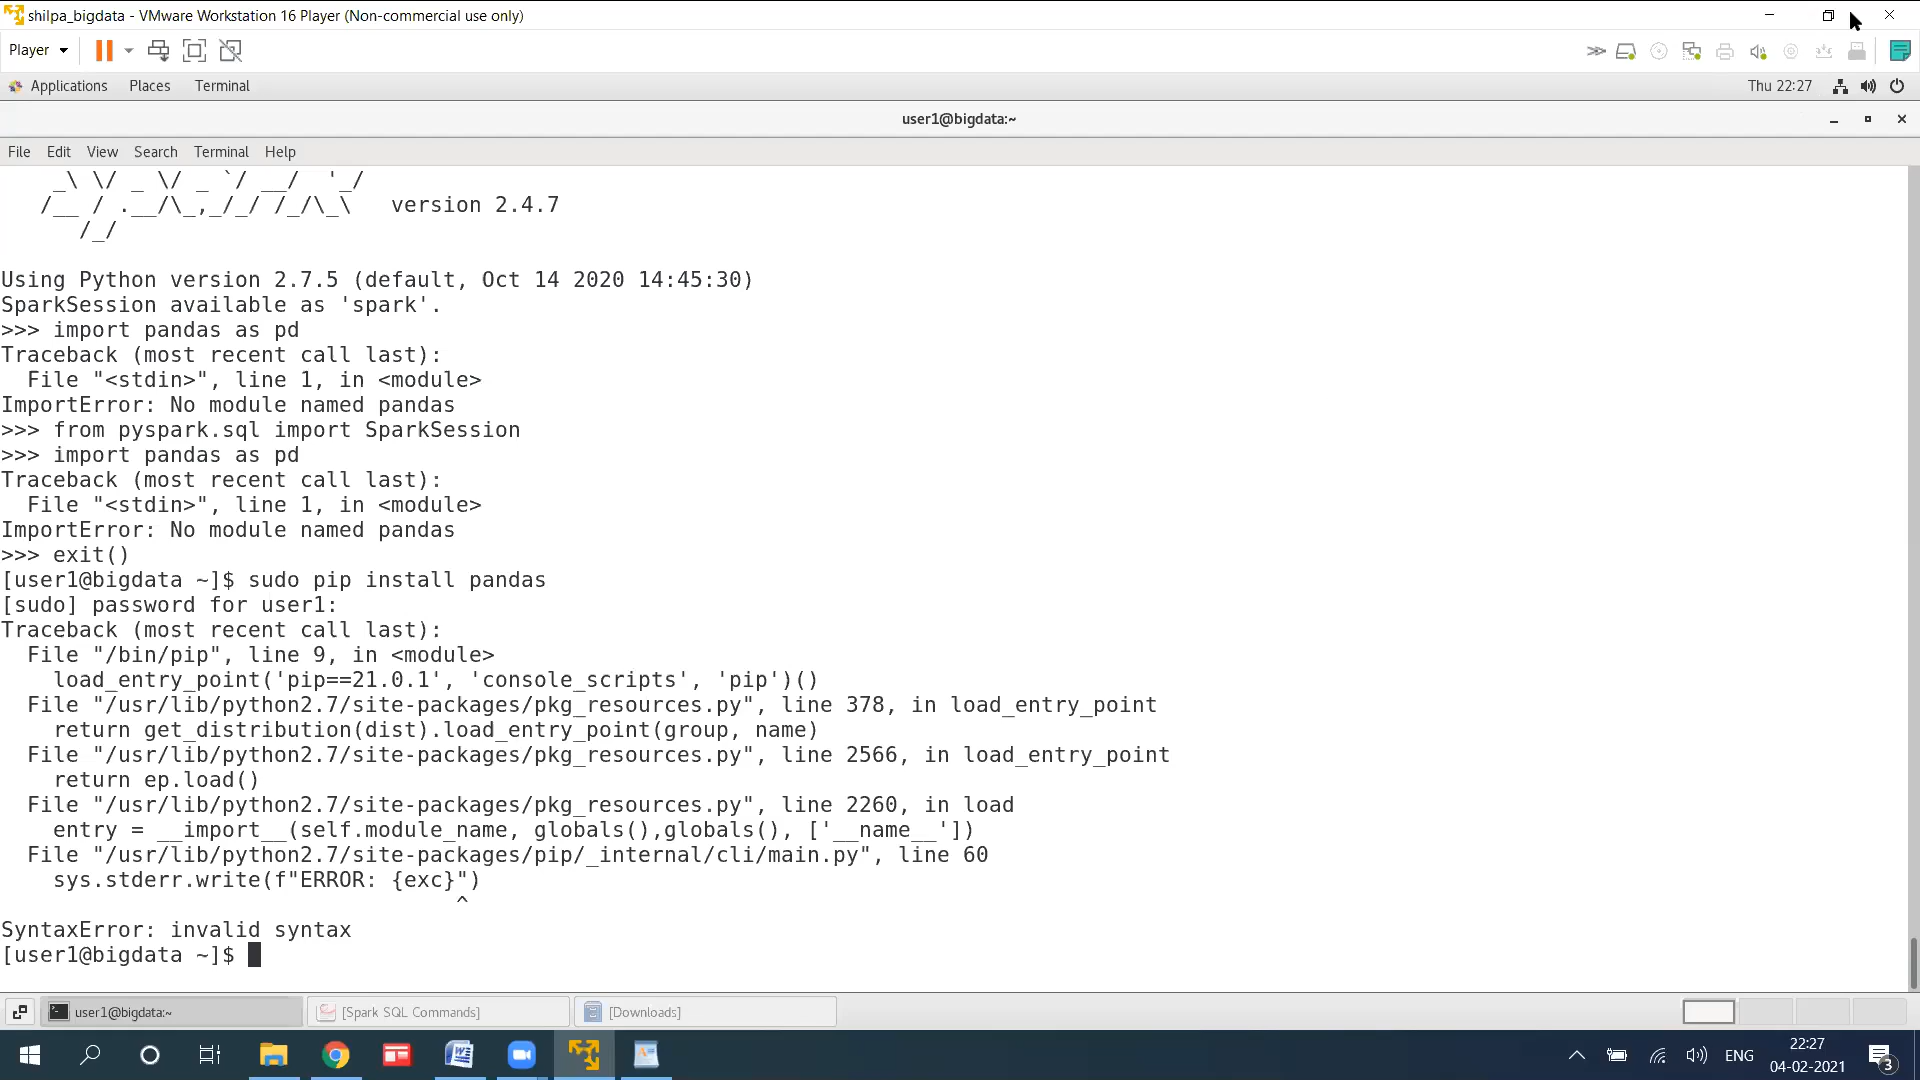 shilpa_bigdata - VMware Workstation 16 Player (Non-commercial use only)
Player
Applications Places Terminal Thu 22:27
user1@bigdata:~
File Edit View Search Terminal Help
_\ \/ _ \/ _ `/ __/ '_/
/__ / .__/\_,_/_/ /_/\_\ version 2.4.7
/_/
Using Python version 2.7.5 (default, Oct 14 2020 14:45:30)
SparkSession available as 'spark'.
>>> import pandas as pd
Traceback (most recent call last):
File "<stdin>", line 1, in <module>
ImportError: No module named pandas
>>> from pyspark.sql import SparkSession
>>> import pandas as pd
Traceback (most recent call last):
File "<stdin>", line 1, in <module>
ImportError: No module named pandas
>>> exit()
[user1@bigdata ~]$ sudo pip install pandas
[sudo] password for user1:
Traceback (most recent call last):
File "/bin/pip", line 9, in <module>
load_entry_point('pip==21.0.1', 'console_scripts', 'pip')()
File "/usr/lib/python2.7/site-packages/pkg_resources.py", line 378, in load_entry_point
return get_distribution(dist).load_entry_point(group, name)
File "/usr/lib/python2.7/site-packages/pkg_resources.py", line 2566, in load_entry_point
return ep.load()
File "/usr/lib/python2.7/site-packages/pkg_resources.py", line 2260, in load
entry = __import__(self.module_name, globals(),globals(), ['__name__'])
File "/usr/lib/python2.7/site-packages/pip/_internal/cli/main.py", line 60
sys.stderr.write(f"ERROR: {exc}")
^
SyntaxError: invalid syntax
[user1@bigdata ~]$
user1@bigdata:~ [Spark SQL Commands] [Downloads]
ENG
22:27
04-02-2021
3